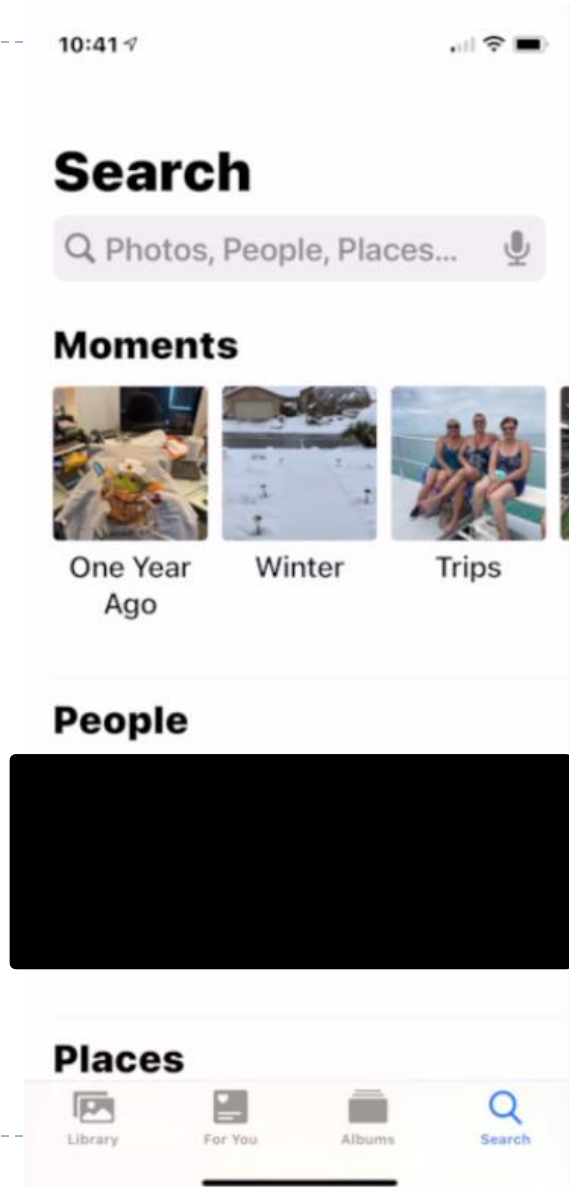 10:41
Search
Photos, People, Places...
Moments
One Year
Ago
Winter
Trips
People
Places
Library
For You
Albums
Search